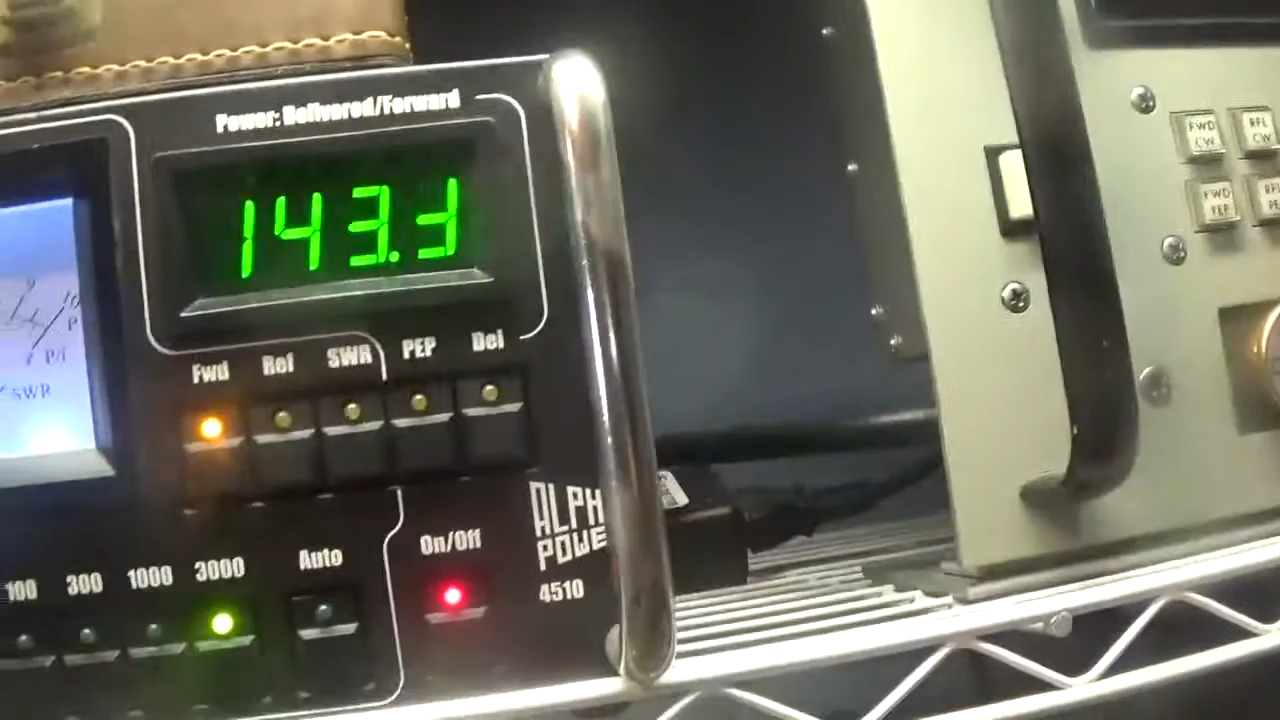 Power: Delivered/Forward
143.
Fwd Ref SWR PEP Del
P/r
SWR
100 300 1000 3000 Auto
On/Off
ALPH
POWE
4510
FWD CW
RFL CW
FWD PEP